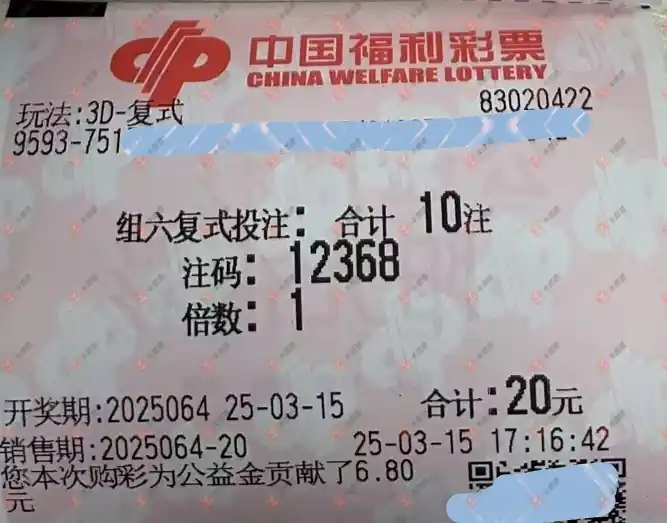 中国福利彩票
CHINA WELFARE LOTTERY
玩法:3D-复式 83020422
9593-751
组六复式投注: 合计 10注
注码: 12368
倍数: 1
开奖期:2025064 25-03-15 合计:20元
销售期:2025064-20 25-03-15 17:16:42
您本次购彩为公益金贡献了6.80
元